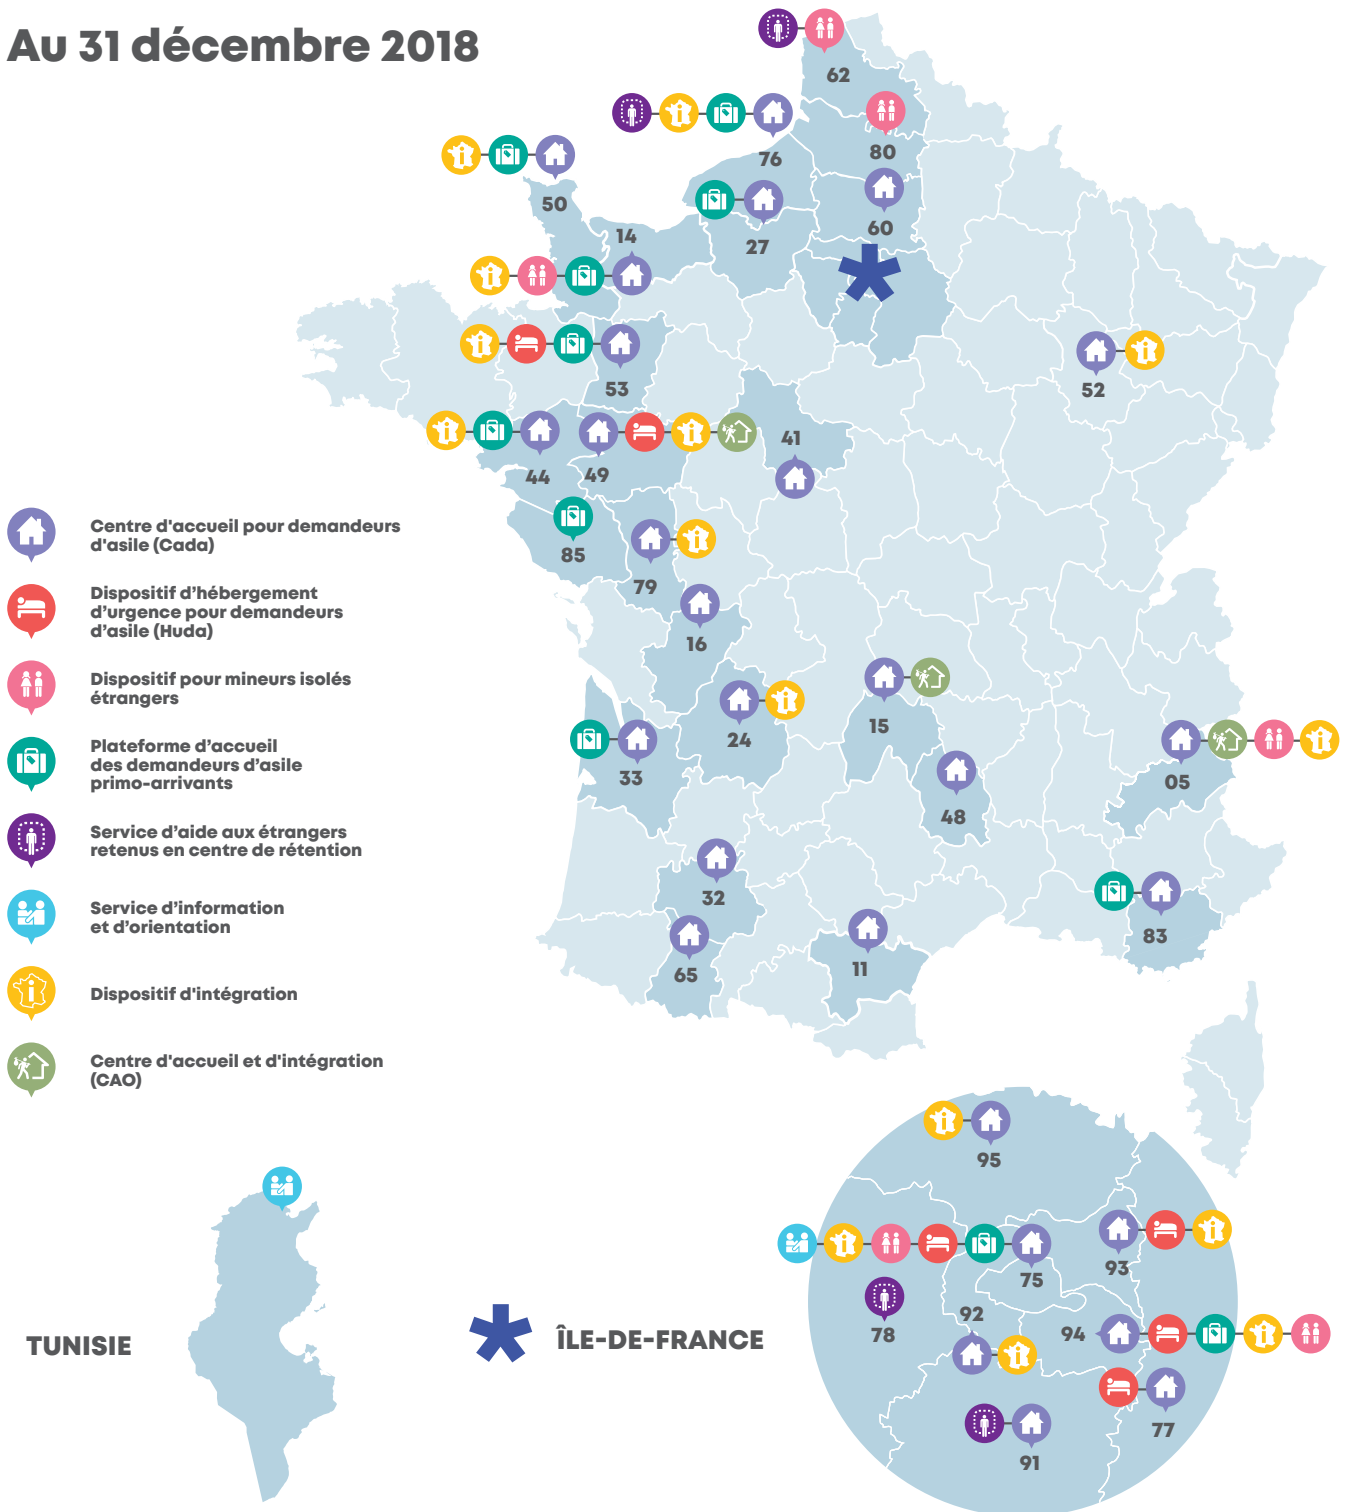 Au 31 décembre 2018
62
76
80
50
60
14
27
53
52
41
44
49
85
79
16
15
24
33
05
48
32
83
65
11
Centre d'accueil pour demandeurs
d'asile (Cada)
Dispositif d'hébergement
d'urgence pour demandeurs
d'asile (Huda)
Dispositif pour mineurs isolés
étrangers
Plateforme d'accueil
des demandeurs d'asile
primo-arrivants
Service d'aide aux étrangers
retenus en centre de rétention
Service d'information
et d'orientation
Dispositif d'intégration
Centre d'accueil et d'intégration
(CAO)
TUNISIE
ÎLE-DE-FRANCE
95
93
75
92
78
94
77
91